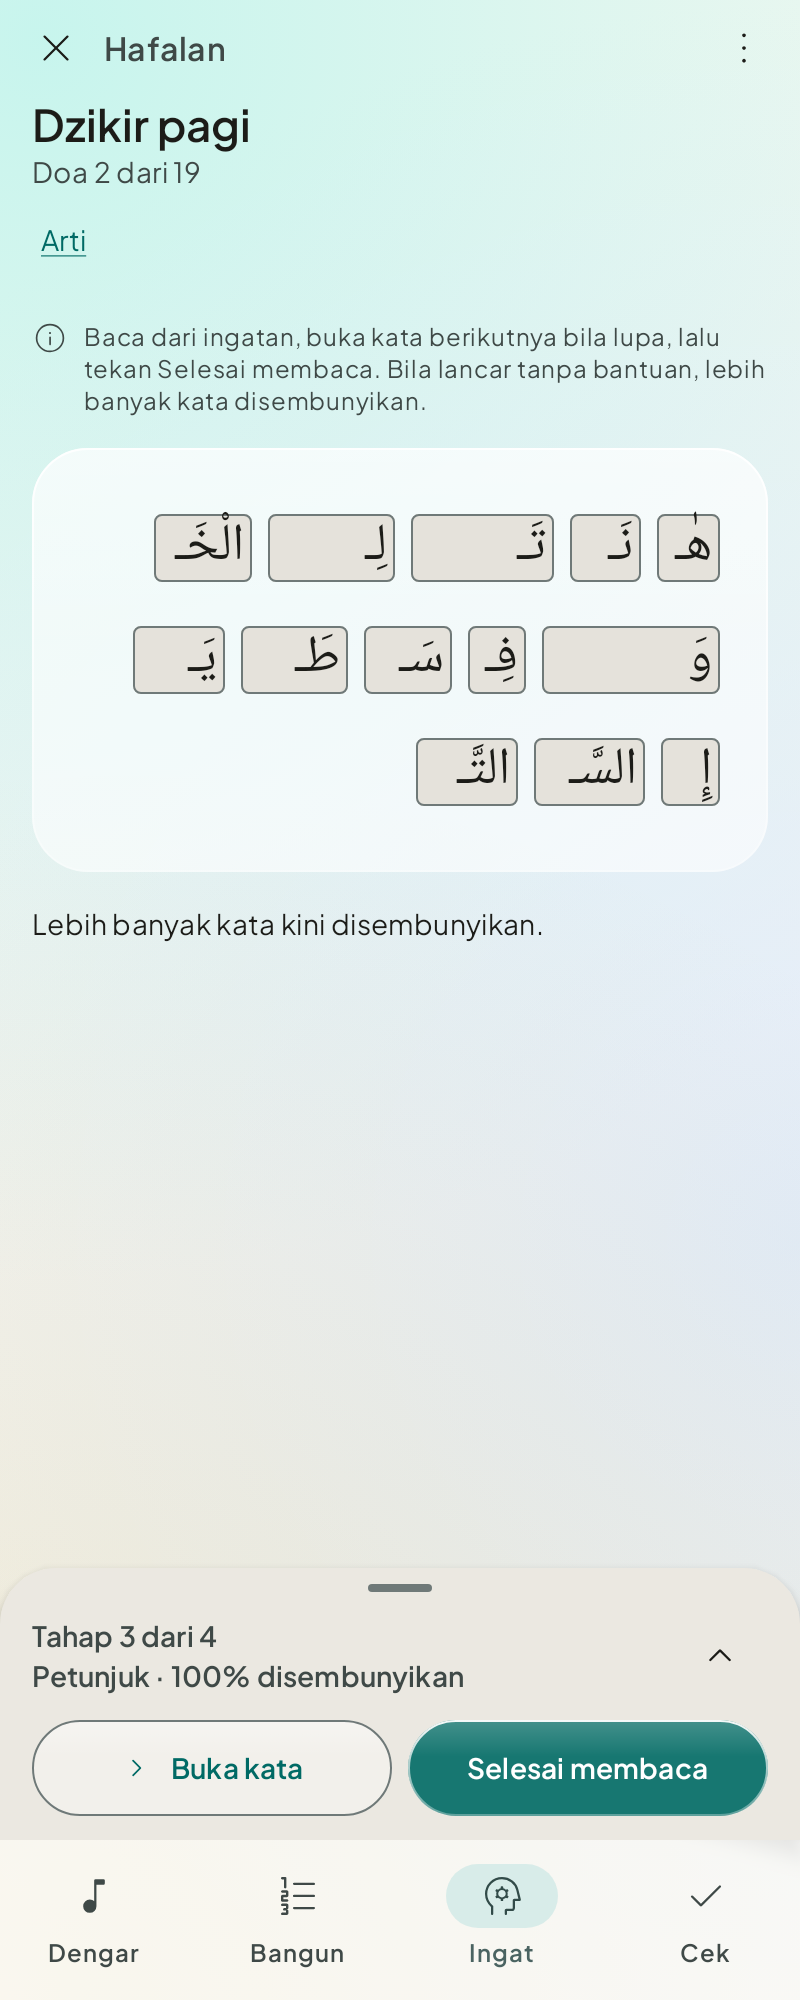 Hafalan
Dzikir pagi
Doa 2 dari 19
Arti
Baca dari ingatan, buka kata berikutnya bila lupa, lalu
tekan Selesai membaca. Bila lancar tanpa bantuan, lebih
banyak kata disembunyikan.
هٰـ نَـ تَـ لِـ الْخَـ
وَ فِـ سَـ طَـ يَـ
إِ السَّـ التَّـ
Lebih banyak kata kini disembunyikan.
Tahap 3 dari 4
Petunjuk · 100% disembunyikan
Buka kata
Selesai membaca
Dengar
Bangun
Ingat
Cek